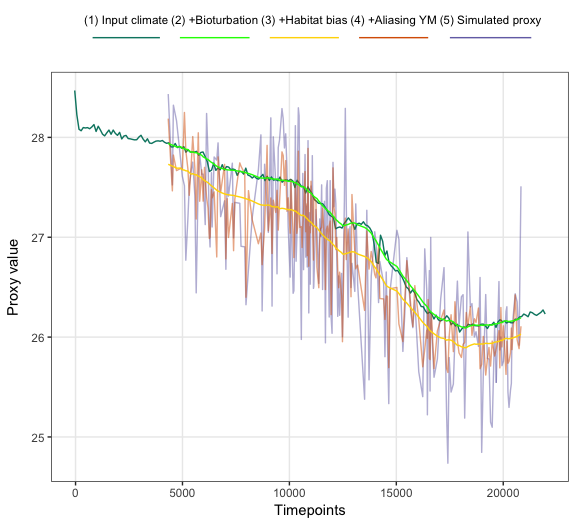 (1) Input climate (2) +Bioturbation (3) +Habitat bias (4) +Aliasing YM (5) Simulated proxy
28
27
26
25
Proxy value
0 5000 10000 15000 20000
Timepoints